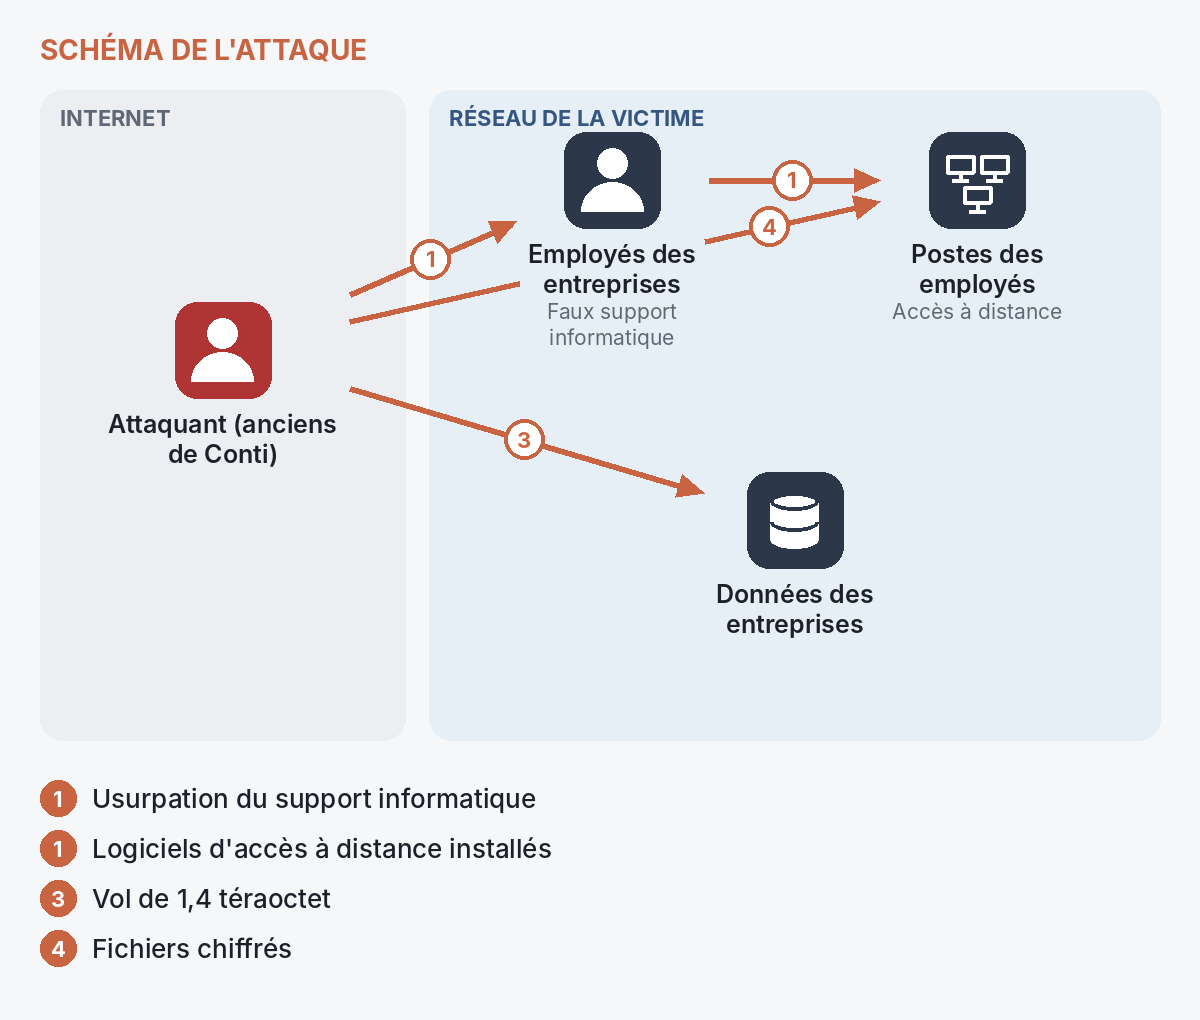 SCHÉMA DE L'ATTAQUE
INTERNET
RÉSEAU DE LA VICTIME
1
4
1
Employés des
entreprises
Faux support
informatique
Postes des
employés
Accès à distance
Attaquant (anciens
de Conti)
3
Données des
entreprises
1 Usurpation du support informatique
1 Logiciels d'accès à distance installés
3 Vol de 1,4 téraoctet
4 Fichiers chiffrés